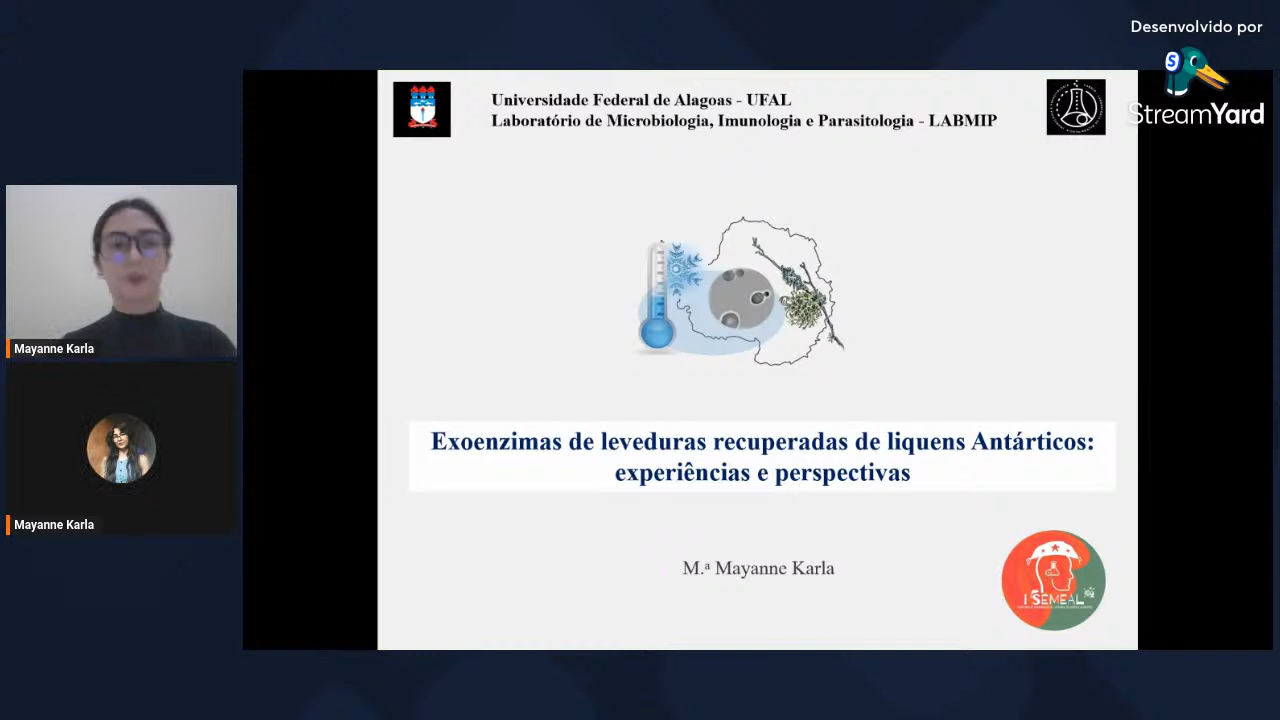 Desenvolvido por
S
StreamYard
Universidade Federal de Alagoas - UFAL
Laboratório de Microbiologia, Imunologia e Parasitologia - LABMIP
Exoenzimas de leveduras recuperadas de liquens Antárticos:
experiências e perspectivas
M.ª Mayanne Karla
I SEMEAL
Mayanne Karla
Mayanne Karla